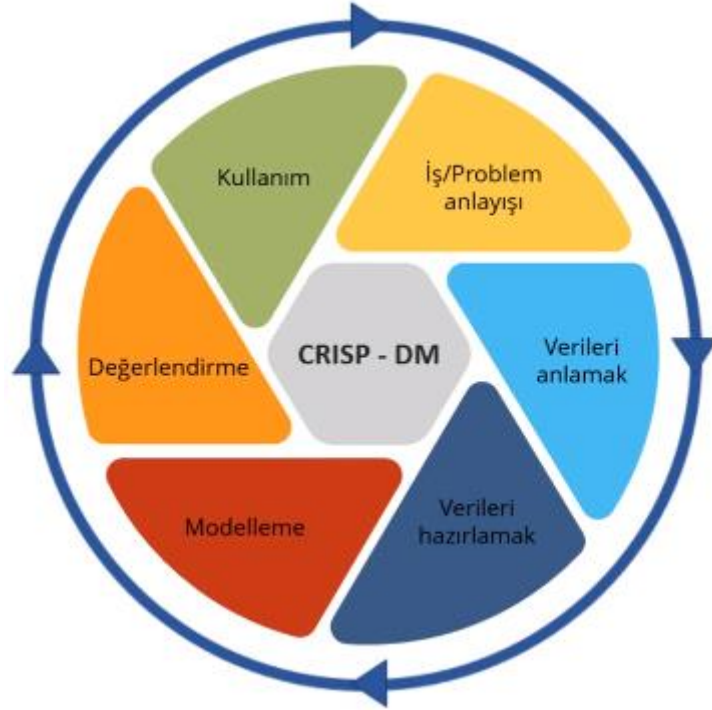 Kullanım
İş/Problem
anlayışı
Değerlendirme
CRISP - DM
Verileri
anlamak
Modelleme
Verileri
hazırlamak